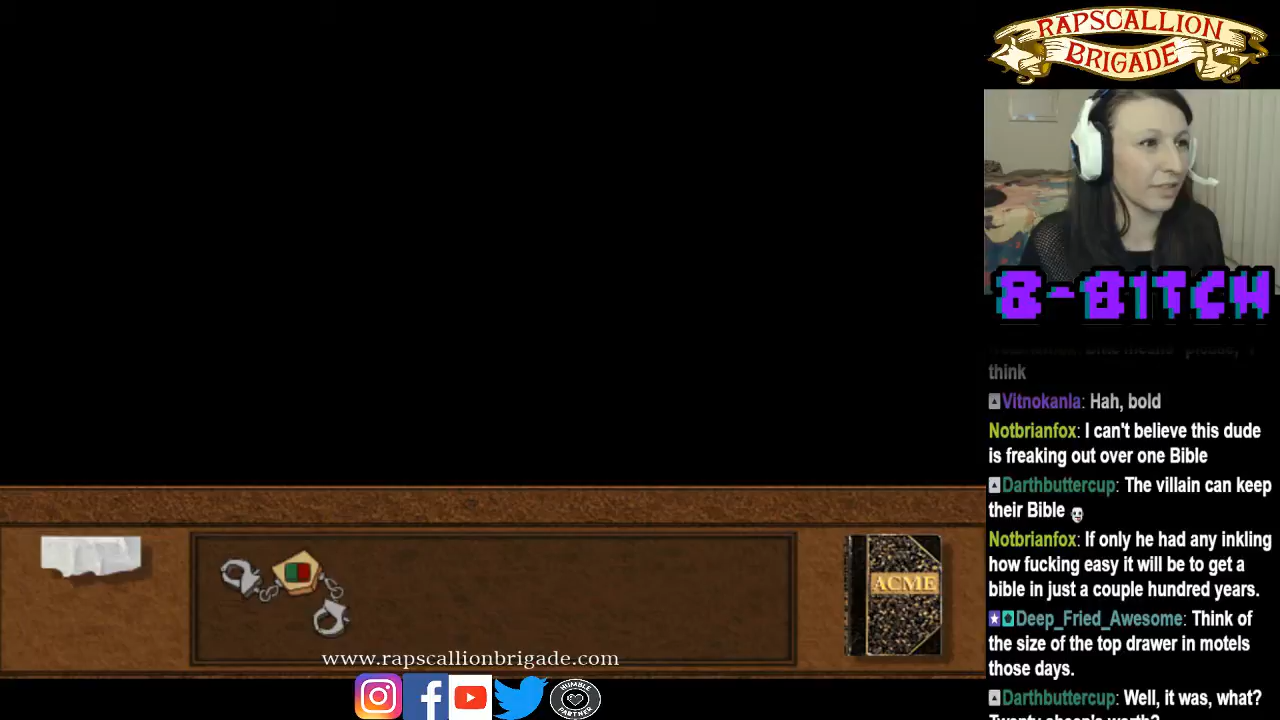 RAPSCALLION
BRIGADE
8-BITCH
think
Vitnokanla: Hah, bold
Notbrianfox: I can't believe this dude
is freaking out over one Bible
Darthbuttercup: The villain can keep
their Bible
Notbrianfox: If only he had any inkling
how fucking easy it will be to get a
bible in just a couple hundred years.
Deep_Fried_Awesome: Think of
the size of the top drawer in motels
those days.
Darthbuttercup: Well, it was, what?
ACME
www.rapscallionbrigade.com
HUMBLE
PARTNER